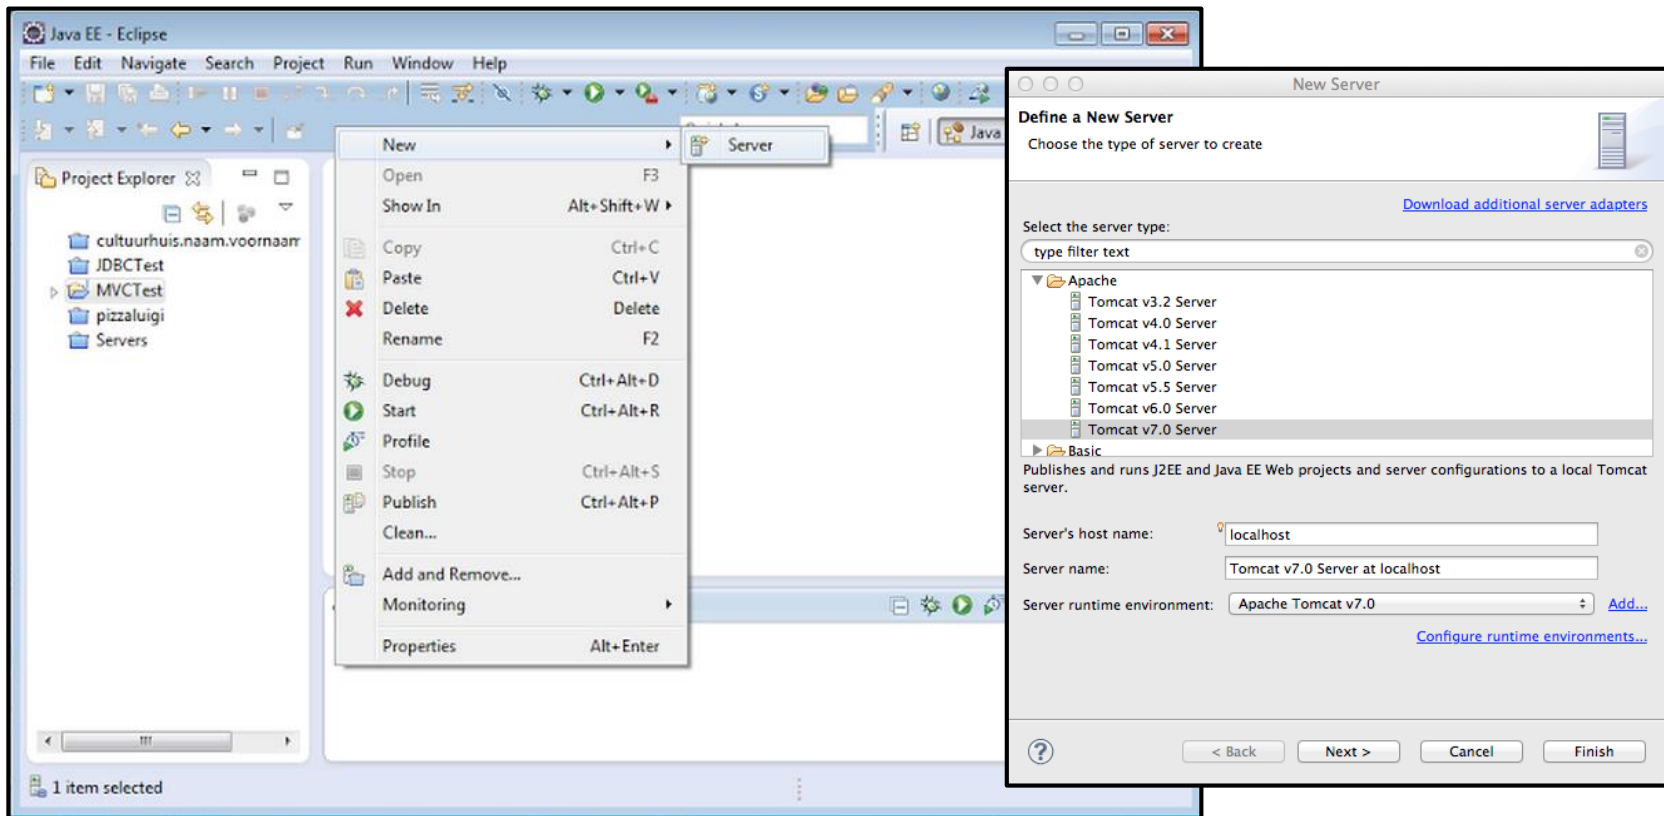 Java EE - Eclipse
File Edit Navigate Search Project Run Window Help
Java
Project Explorer
cultuurhuis.naam.voornaam
JDBCTest
MVCTest
pizzaluigi
Servers
1 item selected
New
Server
Open F3
Show In Alt+Shift+W
Copy Ctrl+C
Paste Ctrl+V
Delete Delete
Rename F2
Debug Ctrl+Alt+D
Start Ctrl+Alt+R
Profile
Stop Ctrl+Alt+S
Publish Ctrl+Alt+P
Clean...
Add and Remove...
Monitoring
Properties Alt+Enter
New Server
Define a New Server
Choose the type of server to create
Download additional server adapters
Select the server type:
type filter text
Apache
Tomcat v3.2 Server
Tomcat v4.0 Server
Tomcat v4.1 Server
Tomcat v5.0 Server
Tomcat v5.5 Server
Tomcat v6.0 Server
Tomcat v7.0 Server
Basic
Publishes and runs J2EE and Java EE Web projects and server configurations to a local Tomcat
server.
Server's host name: localhost
Server name: Tomcat v7.0 Server at localhost
Server runtime environment: Apache Tomcat v7.0 Add...
Configure runtime environments...
? < Back Next > Cancel Finish